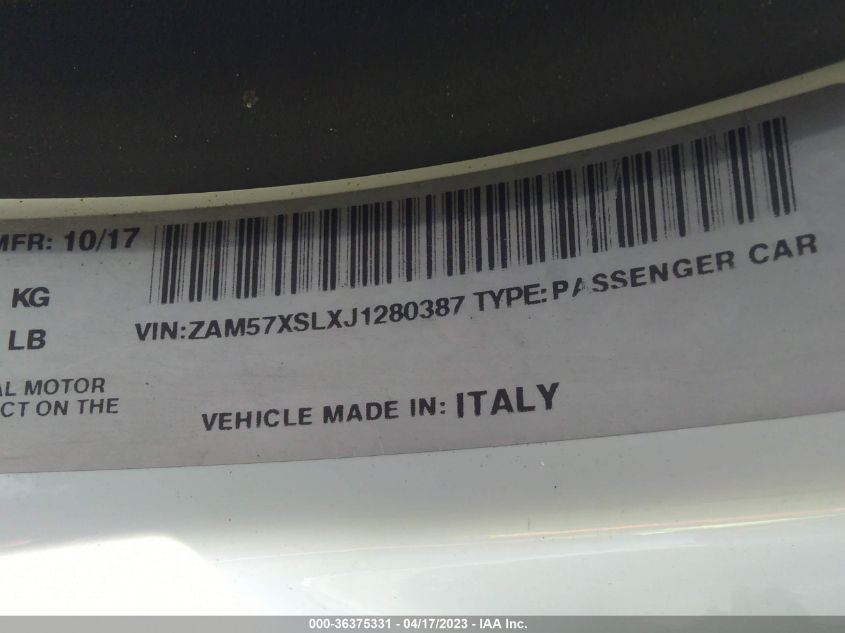 MFR: 10/17
KG
LB
VIN:ZAM57XSLXJ1280387 TYPE:PASSENGER CAR
AL MOTOR
CT ON THE
VEHICLE MADE IN: ITALY
000-36375331 - 04/17/2023 - IAA Inc.